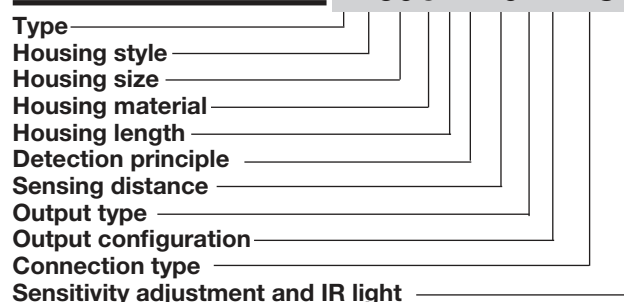 Type
Housing style
Housing size
Housing material
Housing length
Detection principle
Sensing distance
Output type
Output configuration
Connection type
Sensitivity adjustment and IR light